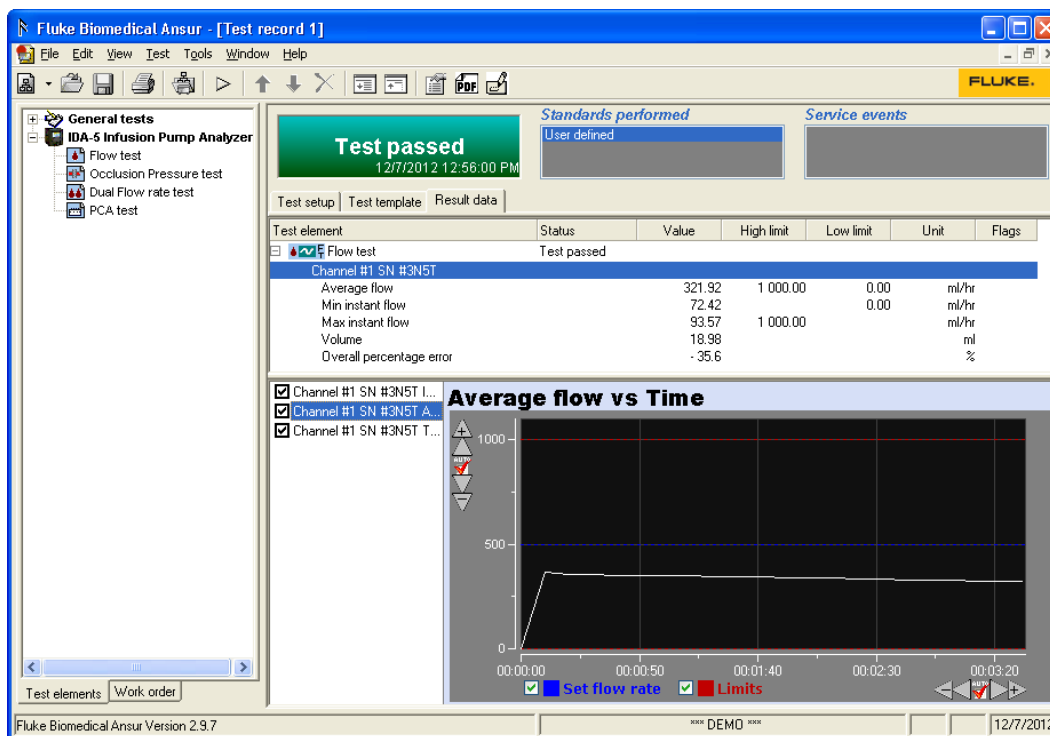 Fluke Biomedical Ansur - [Test record 1]
File Edit View Test Tools Window Help
PDF
FLUKE.
General tests
IDA-5 Infusion Pump Analyzer
Flow test
Occlusion Pressure test
Dual Flow rate test
PCA test
Test elements Work order
Test passed
12/7/2012 12:56:00 PM
Standards performed
User defined
Service events
Test setup Test template Result data
Test element Status Value High limit Low limit Unit Flags
Flow test Test passed
Channel #1 SN #3N5T
Average flow 321.92 1 000.00 0.00 ml/hr
Min instant flow 72.42 0.00 ml/hr
Max instant flow 93.57 1 000.00 ml/hr
Volume 18.98 ml
Overall percentage error - 35.6 %
Channel #1 SN #3N5T I...
Channel #1 SN #3N5T A...
Channel #1 SN #3N5T T...
Average flow vs Time
AUTO
1000
500
0
00:00:00 00:00:50 00:01:40 00:02:30 00:03:20
Set flow rate Limits
AUTO
Fluke Biomedical Ansur Version 2.9.7 *** DEMO *** 12/7/2012